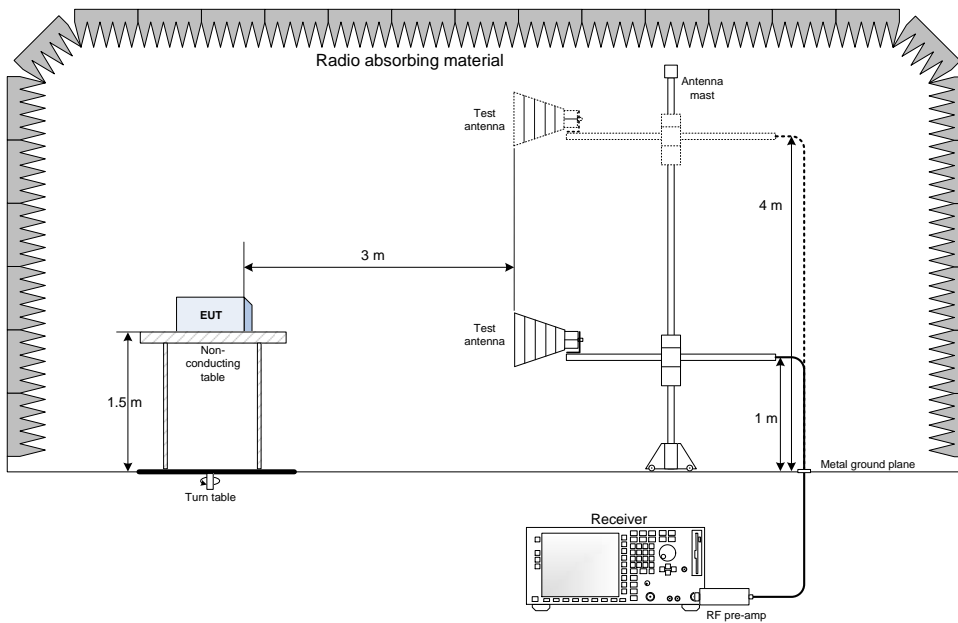 Radio absorbing material
Antenna
mast
Test
antenna
4 m
3 m
EUT
Test
antenna
Non-
conducting
table
1.5 m
1 m
Metal ground plane
Turn table
Receiver
RF pre-amp